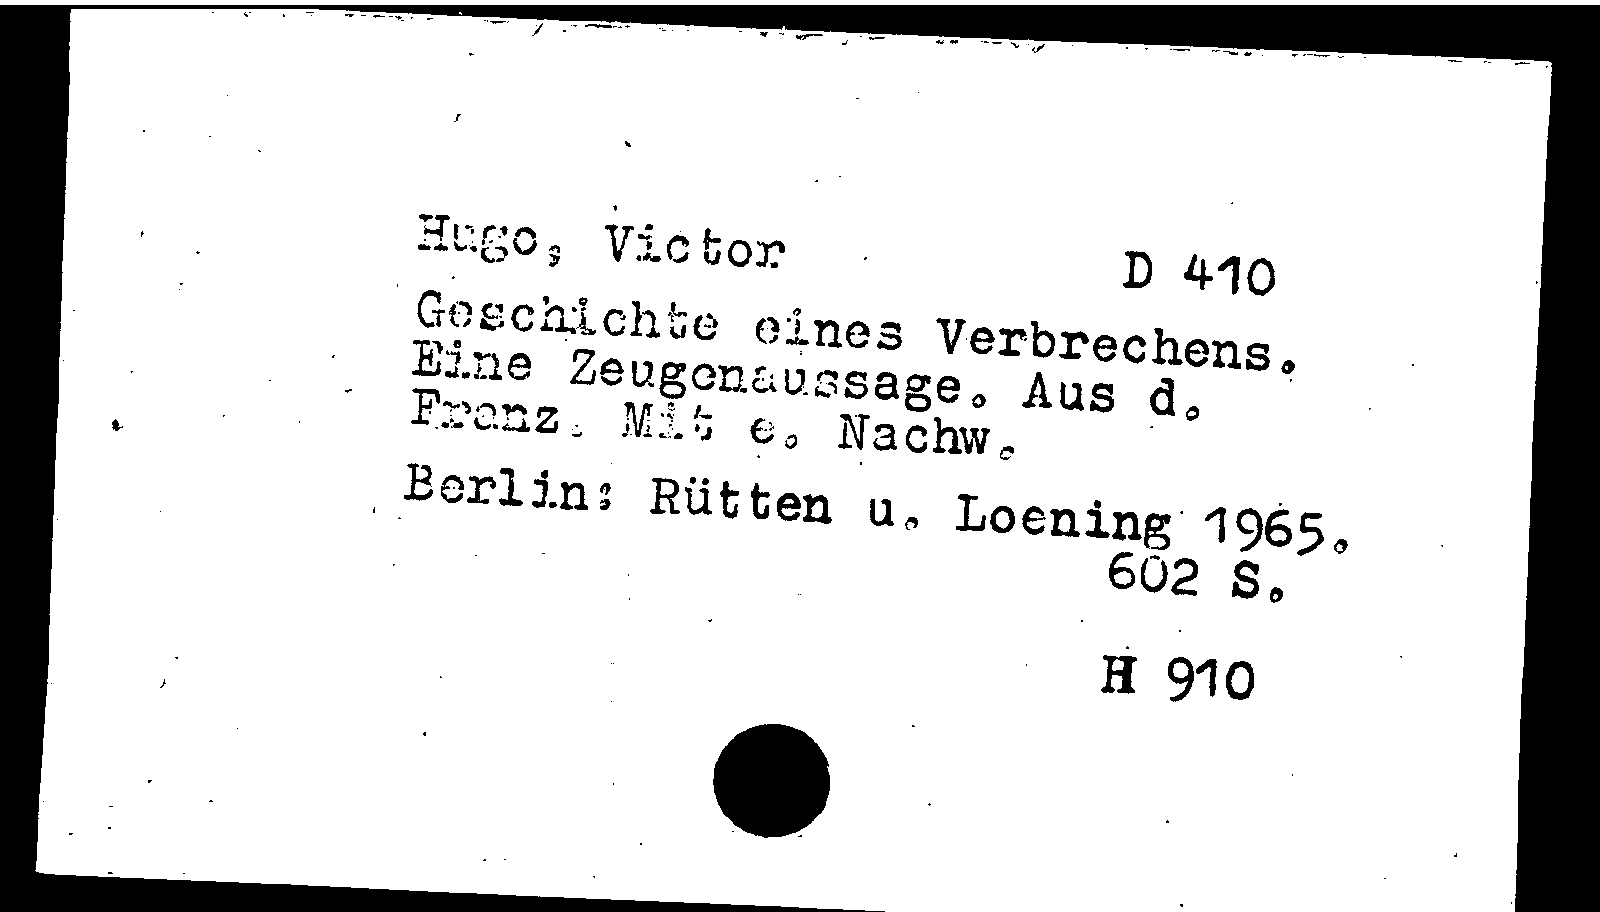 Hugo, Victor D 410
Geschichte eines Verbrechens.
Eine Zeugenaussage. Aus d.
Franz. Mit e. Nachw.
Berlin: Rütten u. Loening 1965.
602 S.
H 910